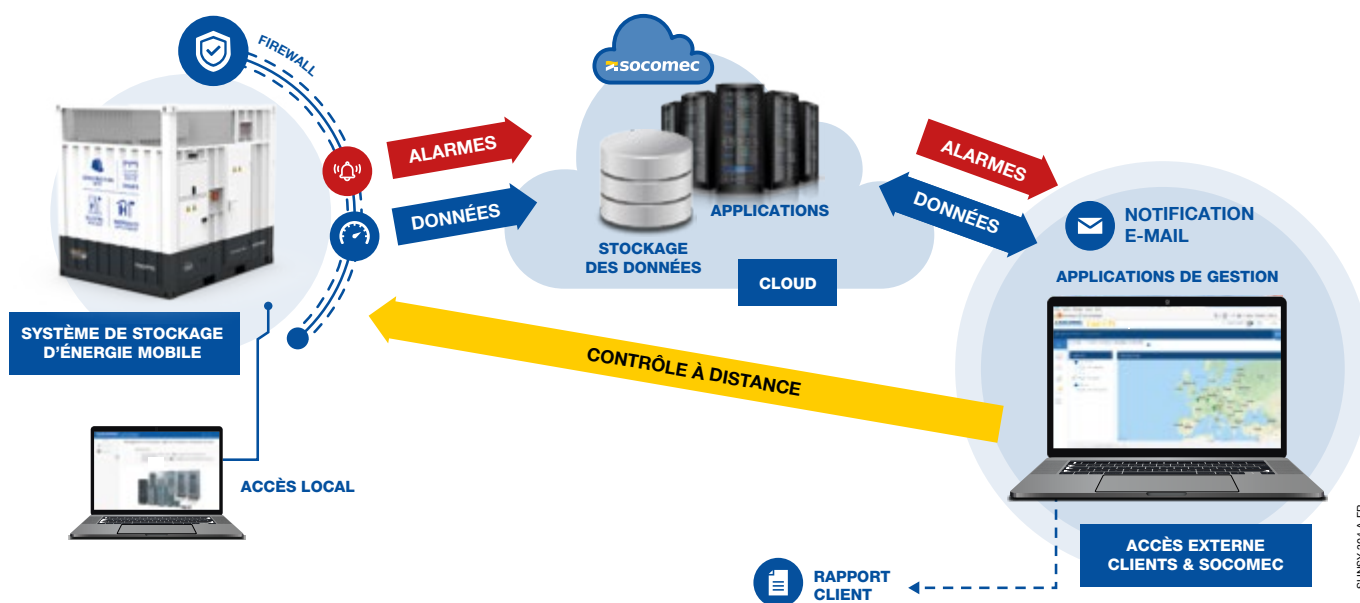 FIREWALL
socomec
ALARMES
DONNÉES
APPLICATIONS
STOCKAGE
DES DONNÉES
CLOUD
ALARMES
DONNÉES
NOTIFICATION
E-MAIL
APPLICATIONS DE GESTION
SYSTÈME DE STOCKAGE
D'ÉNERGIE MOBILE
CONTRÔLE À DISTANCE
ACCÈS LOCAL
ACCÈS EXTERNE
CLIENTS & SOCOMEC
RAPPORT
CLIENT